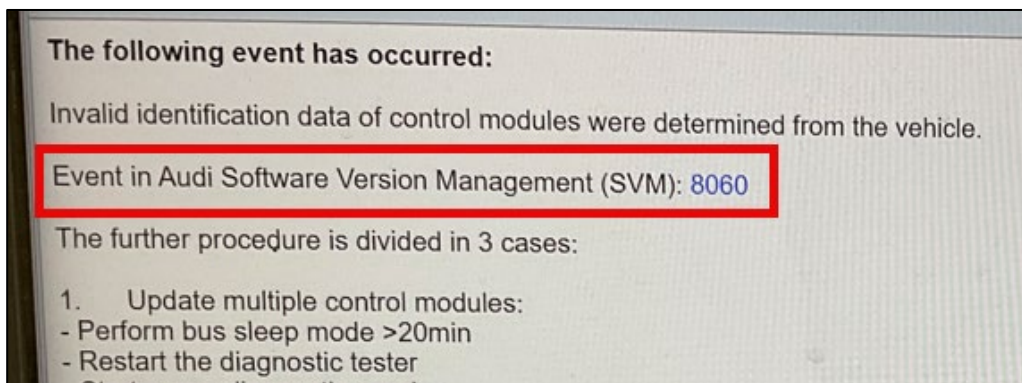 The following event has occurred:
Invalid identification data of control modules were determined from the vehicle.
Event in Audi Software Version Management (SVM): 8060
The further procedure is divided in 3 cases:
1. Update multiple control modules:
- Perform bus sleep mode >20min
- Restart the diagnostic tester